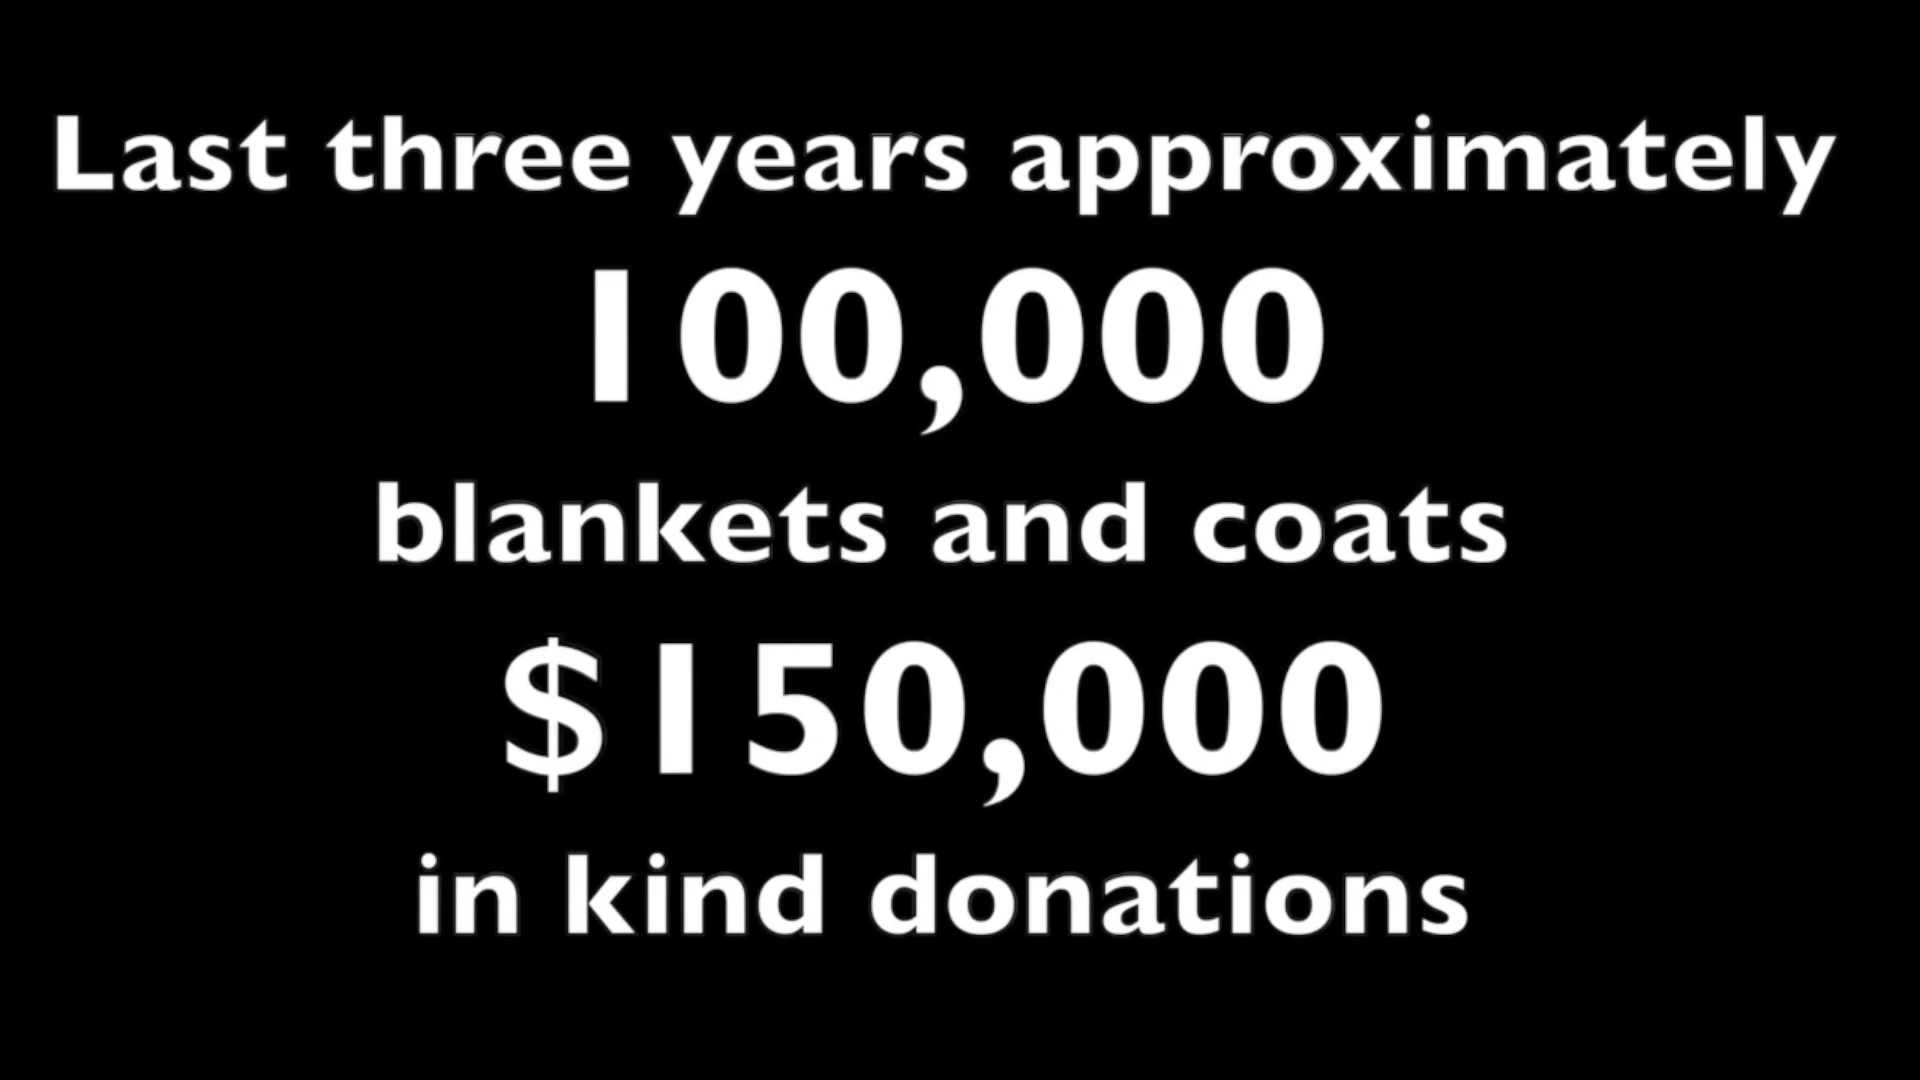 Last three years approximately
100,000
blankets and coats
$150,000
in kind donations